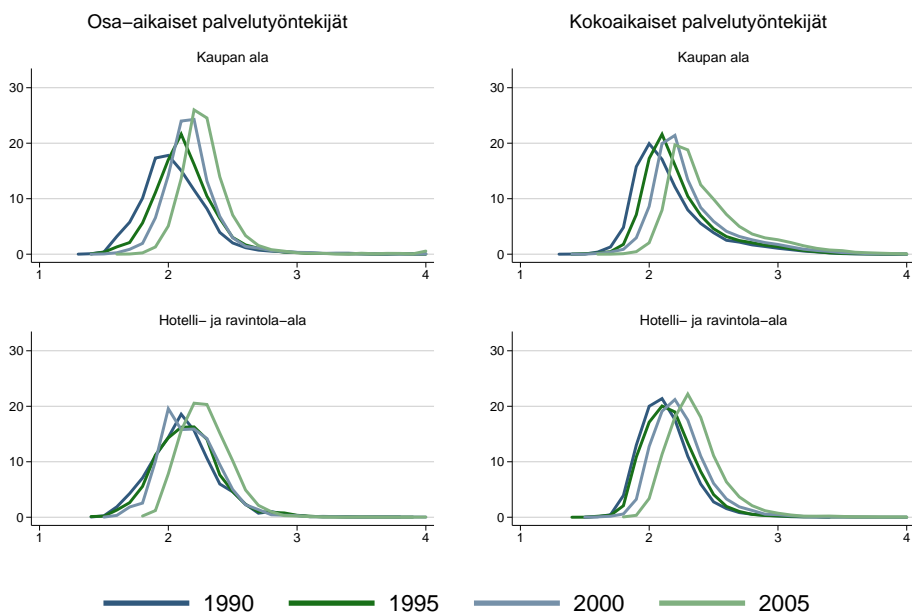 Osa−aikaiset palvelutyöntekijät
Kokoaikaiset palvelutyöntekijät
Kaupan ala
Kaupan ala
30
20
10
0
1 2 3 4
30
20
10
0
1 2 3 4
Hotelli− ja ravintola−ala
Hotelli− ja ravintola−ala
30
20
10
0
1 2 3 4
30
20
10
0
1 2 3 4
1990 1995 2000 2005